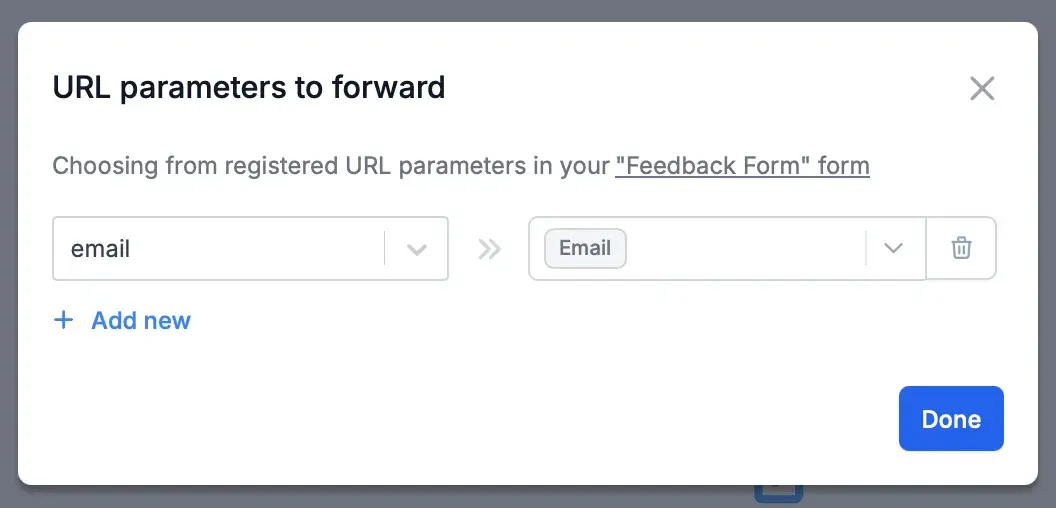 URL parameters to forward
Choosing from registered URL parameters in your "Feedback Form" form
email
Email
Add new
Done